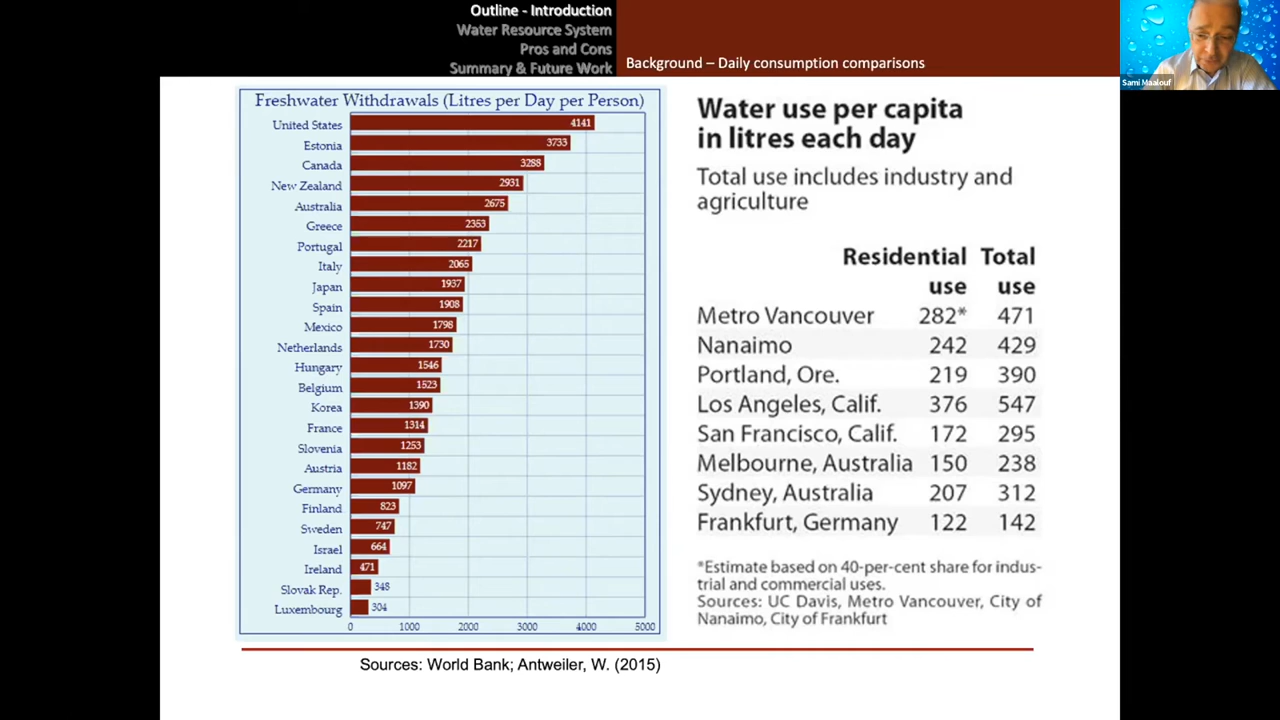 Outline - Introduction
Water Resource System
Pros and Cons
Summary & Future Work
Background – Daily consumption comparisons
Sami Maalouf
Freshwater Withdrawals (Litres per Day per Person)
United States 4141
Estonia 3733
Canada 3288
New Zealand 2931
Australia 2675
Greece 2353
Portugal 2217
Italy 2065
Japan 1937
Spain 1908
Mexico 1798
Netherlands 1730
Hungary 1546
Belgium 1523
Korea 1390
France 1314
Slovenia 1253
Austria 1182
Germany 1097
Finland 823
Sweden 747
Israel 664
Ireland 471
Slovak Rep. 348
Luxembourg 304
0 1000 2000 3000 4000 5000
Water use per capita
in litres each day
Total use includes industry and
agriculture
Residential Total
use use
Metro Vancouver 282* 471
Nanaimo 242 429
Portland, Ore. 219 390
Los Angeles, Calif. 376 547
San Francisco, Calif. 172 295
Melbourne, Australia 150 238
Sydney, Australia 207 312
Frankfurt, Germany 122 142
*Estimate based on 40-per-cent share for indus-
trial and commercial uses.
Sources: UC Davis, Metro Vancouver, City of
Nanaimo, City of Frankfurt
Sources: World Bank; Antweiler, W. (2015)